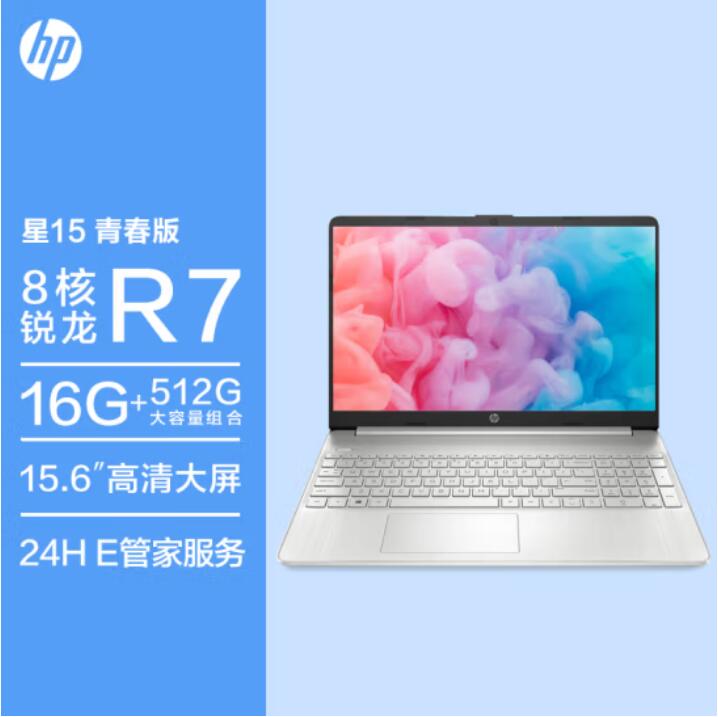 hp
星15 青春版
8核
锐龙 R7
16G+512G
大容量组合
15.6″高清大屏
24H E管家服务
hp